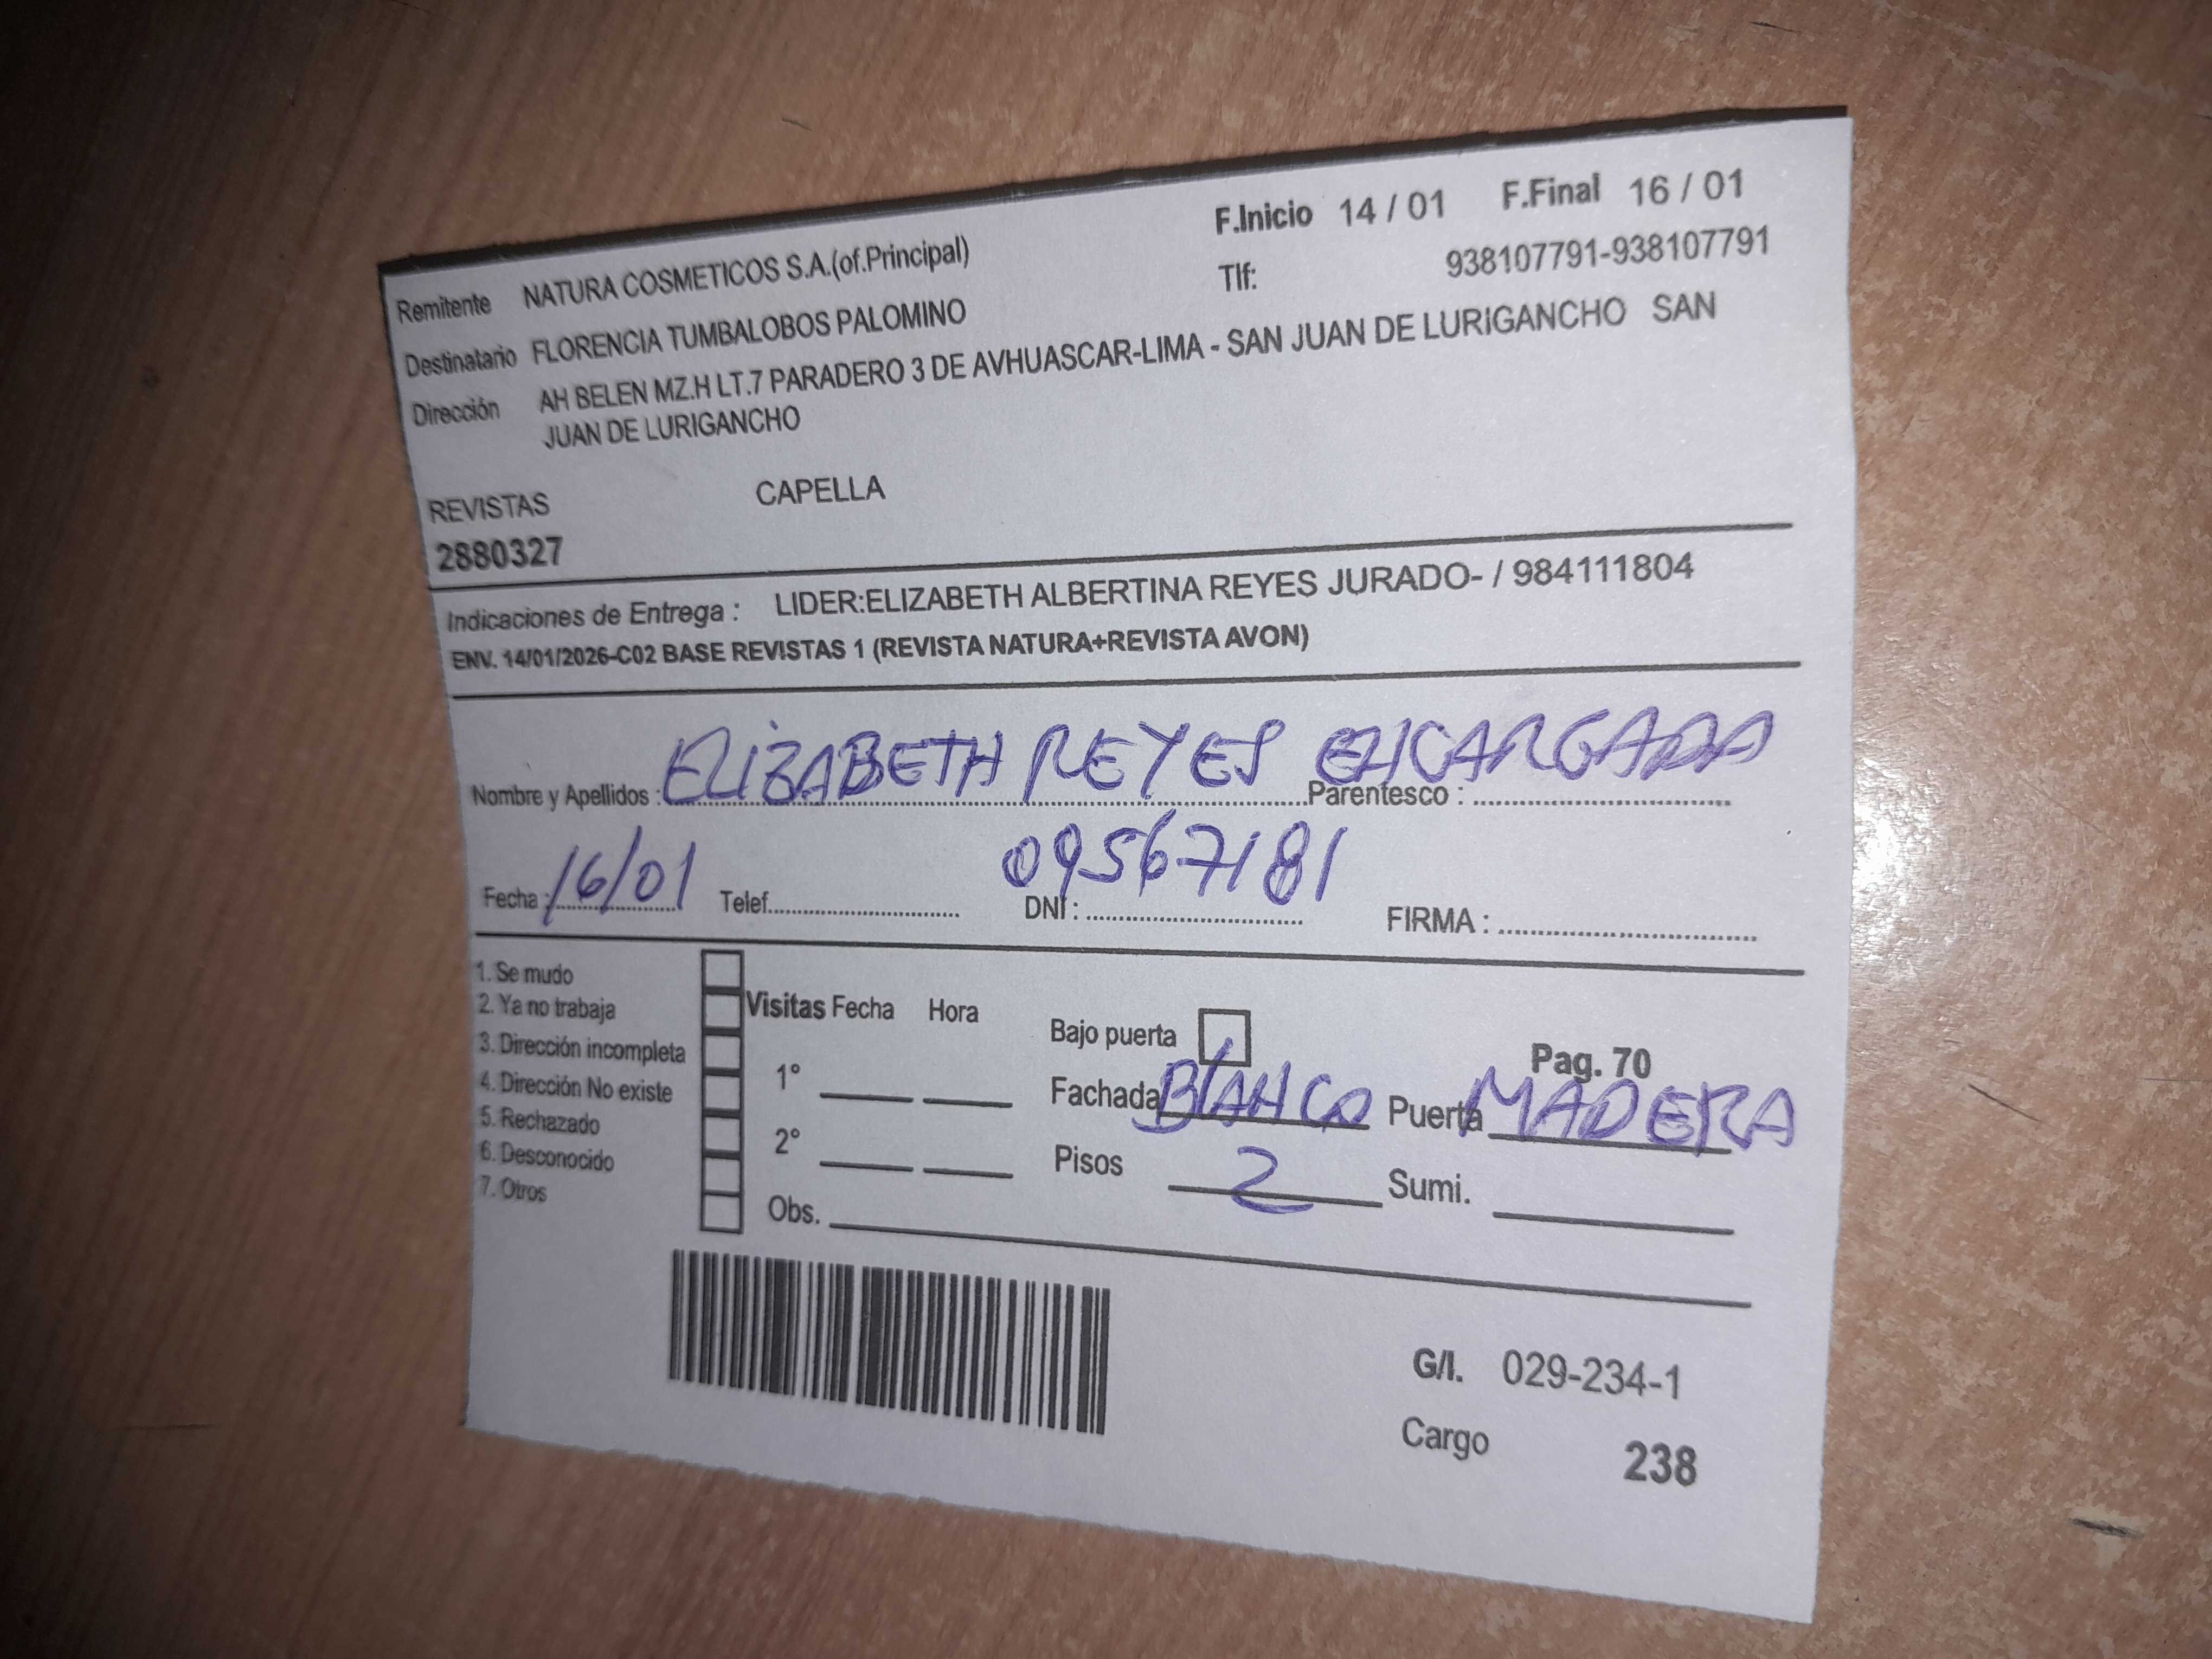 F.Inicio 14 / 01 F.Final 16 / 01
Remitente NATURA COSMETICOS S.A.(of.Principal) Tlf: 938107791-938107791
Destinatario FLORENCIA TUMBALOBOS PALOMINO
Dirección AH BELEN MZ.H LT.7 PARADERO 3 DE AVHUASCAR-LIMA - SAN JUAN DE LURIGANCHO SAN
JUAN DE LURIGANCHO
REVISTAS CAPELLA
2880327
Indicaciones de Entrega : LIDER:ELIZABETH ALBERTINA REYES JURADO- / 984111804
ENV. 14/01/2026-C02 BASE REVISTAS 1 (REVISTA NATURA+REVISTA AVON)
Nombre y Apellidos : ELIZABETH REYES Parentesco : ENCARGADA
Fecha : 16/01 Telef. DNI : 09567181 FIRMA :
1. Se mudo
2. Ya no trabaja
3. Dirección incompleta
4. Dirección No existe
5. Rechazado
6. Desconocido
7. Otros
Visitas Fecha Hora
1°
2°
Obs.
Bajo puerta
Pag. 70
Fachada BLANCO Puerta MADERA
Pisos 2 Sumi.
G/I. 029-234-1
Cargo 238